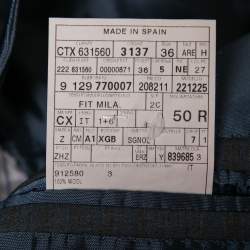 MADE IN SPAIN
CTX 631560 3137 36 ARE H
222 631560 00000871 36 5 NE 27
9 129 770007 208211 221225
FIT MILA 2C
CX IT 1+6 50 R
Z CM A1 XGB SGNOL ERZ Y 839685 3
ZHZ IT
912580 3
100% WOOL